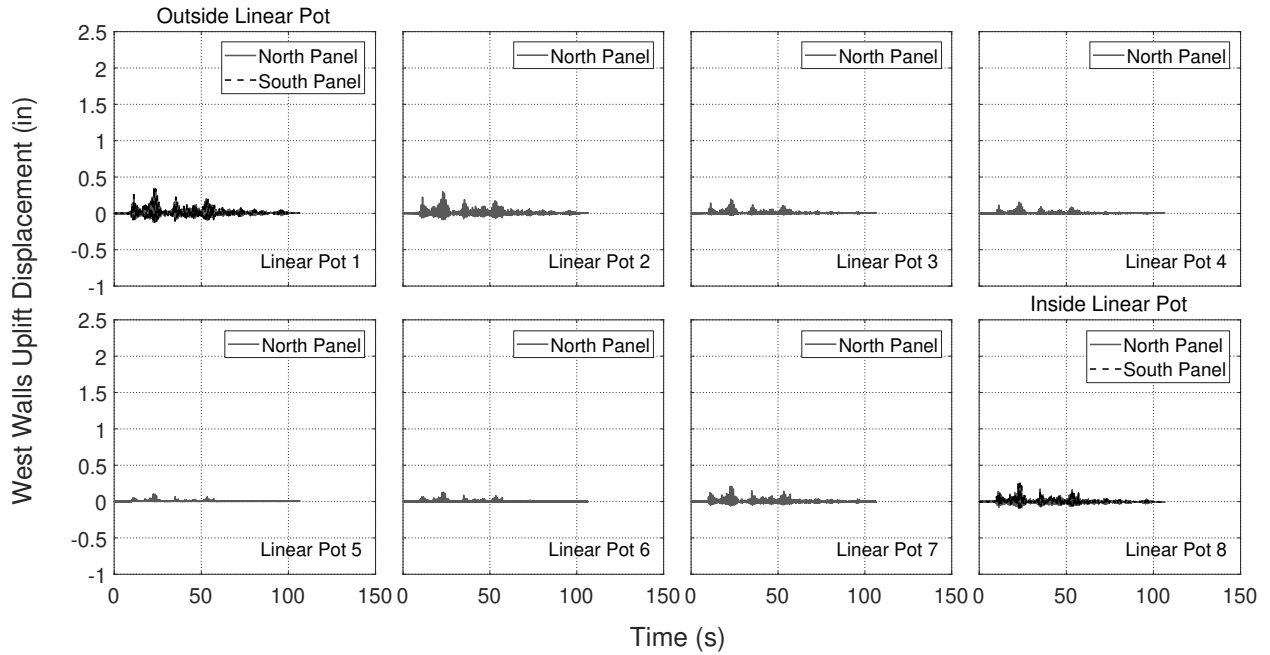 Outside Linear Pot
West Walls Uplift Displacement (in)
2.5
2
1.5
1
0.5
0
-0.5
-1
North Panel
South Panel
Linear Pot 1
North Panel
Linear Pot 2
North Panel
Linear Pot 3
North Panel
Linear Pot 4
Inside Linear Pot
2.5
2
1.5
1
0.5
0
-0.5
-1
North Panel
Linear Pot 5
North Panel
Linear Pot 6
North Panel
Linear Pot 7
North Panel
South Panel
Linear Pot 8
0 50 100 150 0 50 100 150 0 50 100 150 0 50 100 150
Time (s)